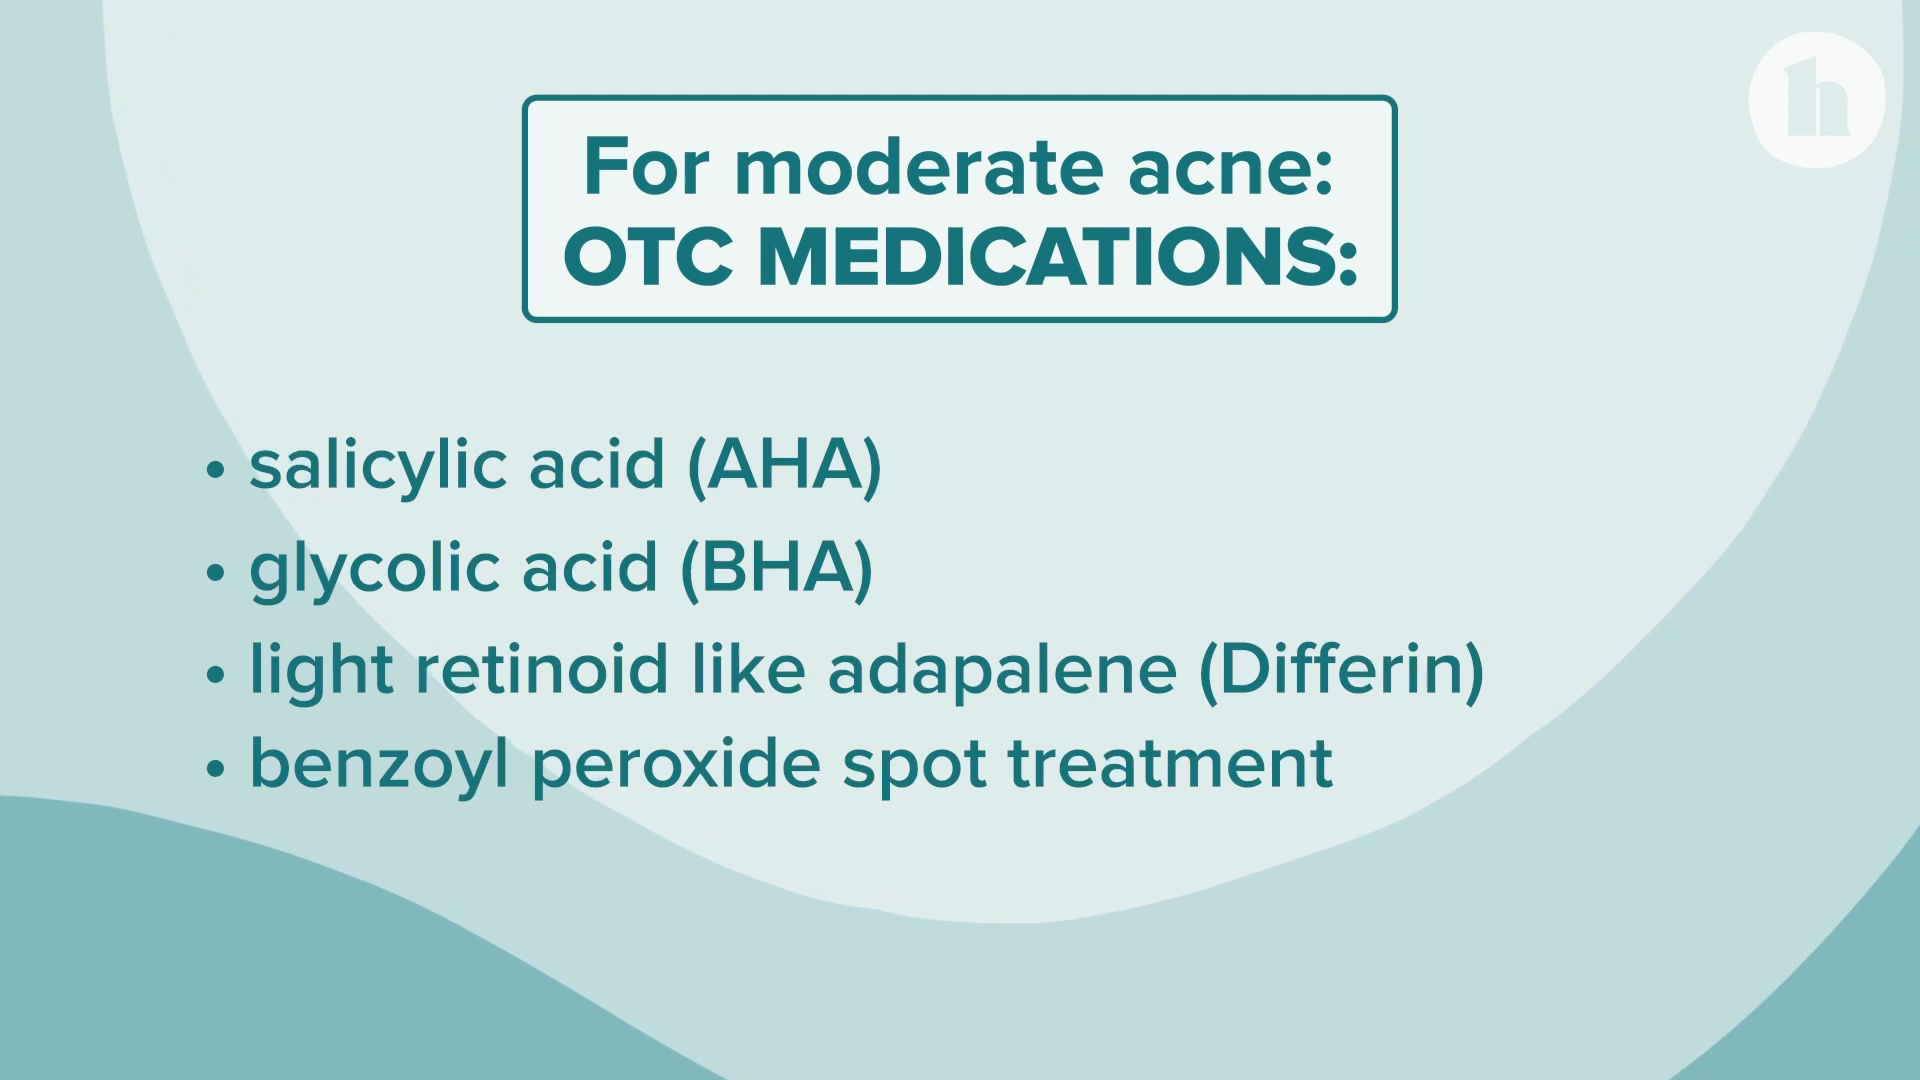 h
For moderate acne:
OTC MEDICATIONS:
• salicylic acid (AHA)
• glycolic acid (BHA)
• light retinoid like adapalene (Differin)
• benzoyl peroxide spot treatment